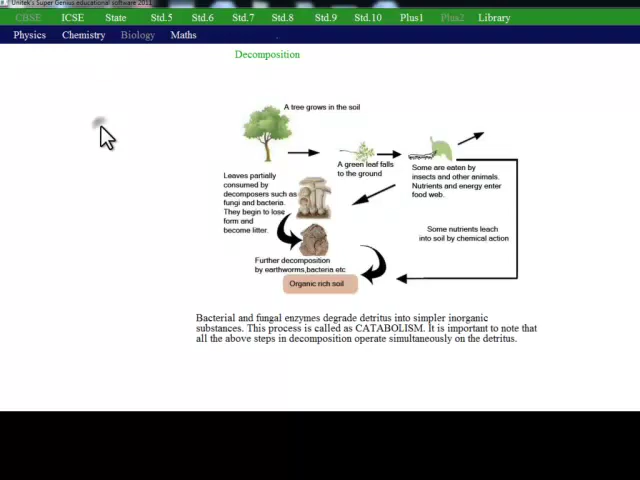 Unitek's Super Genius educational software 2011
CBSE ICSE State Std.5 Std.6 Std.7 Std.8 Std.9 Std.10 Plus1 Plus2 Library
Physics Chemistry Biology Maths
Decomposition
A tree grows in the soil
A green leaf falls
to the ground
Some are eaten by
insects and other animals.
Nutrients and energy enter
food web.
Leaves partially
consumed by
decomposers such as
fungi and bacteria.
They begin to lose
form and
become litter.
Some nutrients leach
into soil by chemical action
Further decomposition
by earthworms,bacteria etc
Organic rich soil
Bacterial and fungal enzymes degrade detritus into simpler inorganic
substances. This process is called as CATABOLISM. It is important to note that
all the above steps in decomposition operate simultaneously on the detritus.